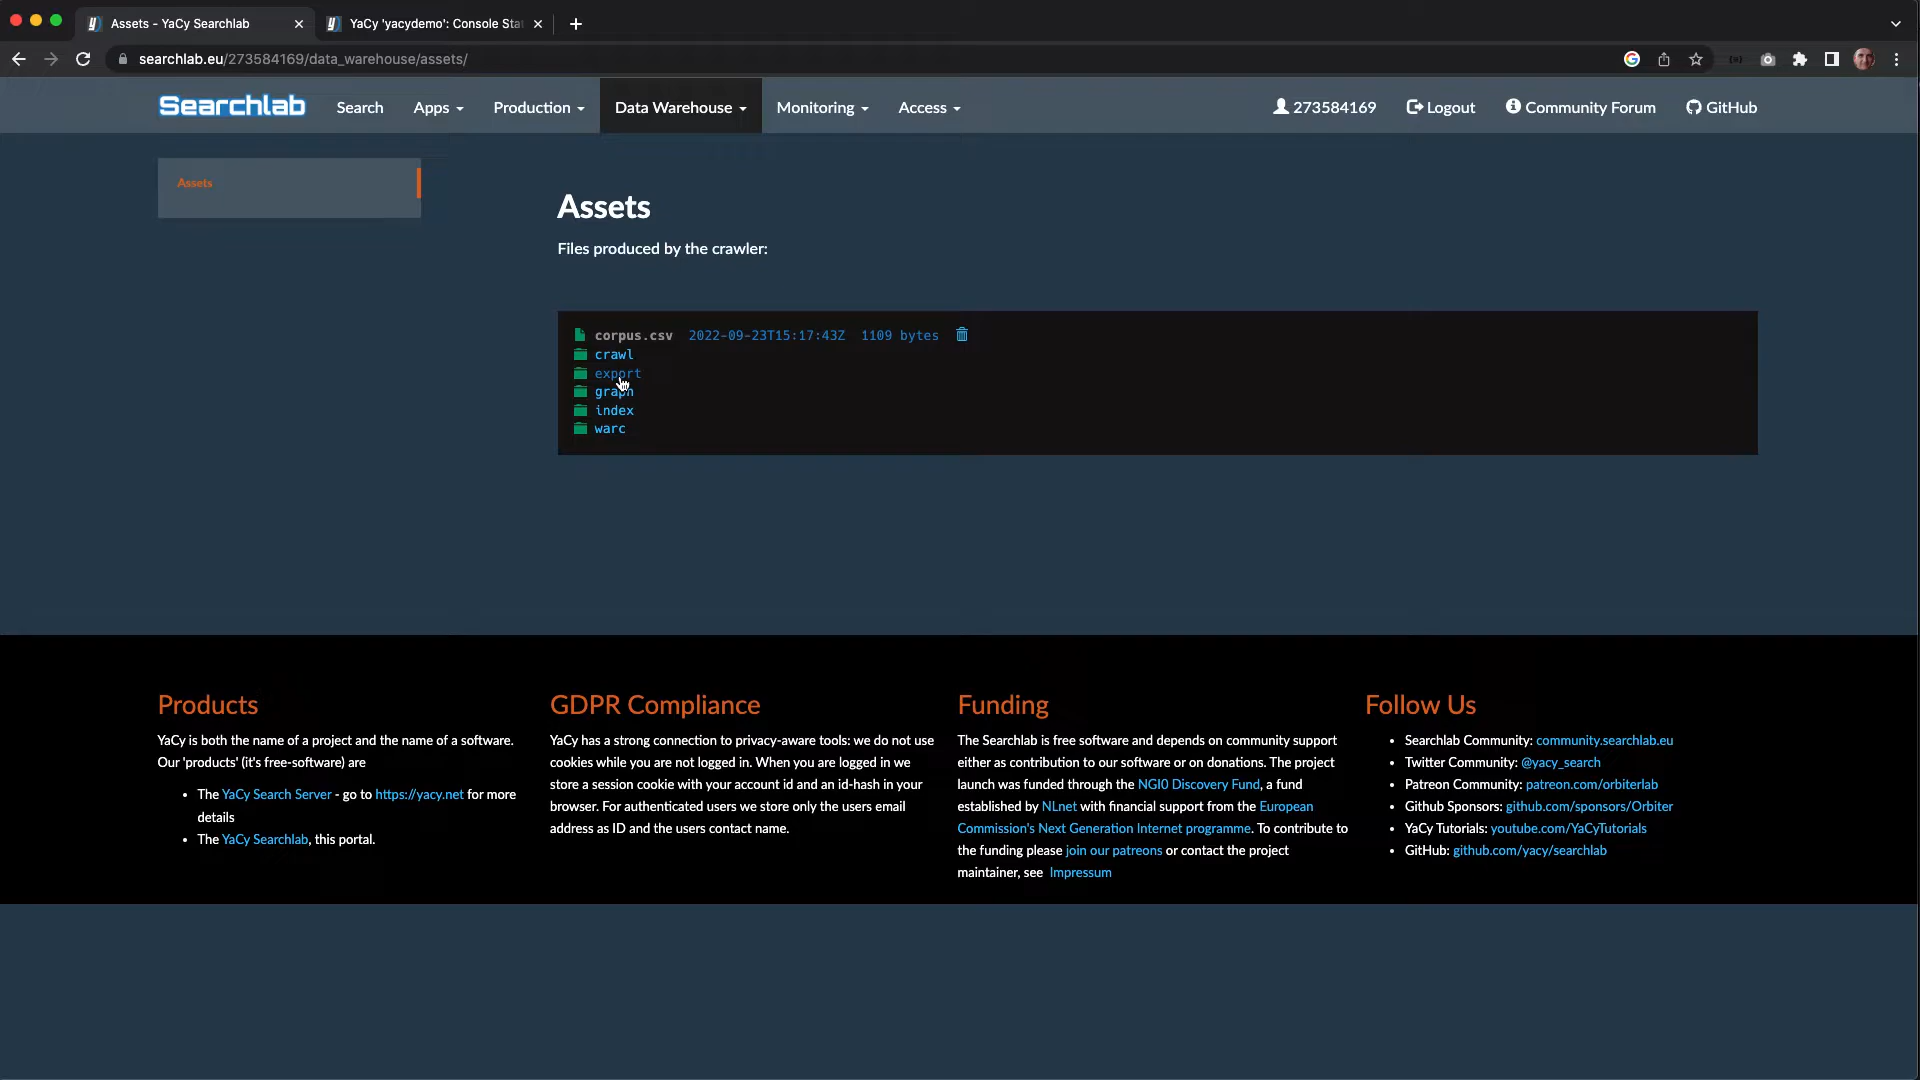 Assets - YaCy Searchlab
YaCy 'yacydemo': Console Sta
searchlab.eu/273584169/data_warehouse/assets/
Searchlab Search Apps Production Data Warehouse Monitoring Access 273584169 Logout Community Forum GitHub
Assets
Assets
Files produced by the crawler:
corpus.csv 2022-09-23T15:17:43Z 1109 bytes
crawl
export
graph
index
warc
Products
YaCy is both the name of a project and the name of a software.
Our 'products' (it's free-software) are
• The YaCy Search Server - go to https://yacy.net for more
details
• The YaCy Searchlab, this portal.
GDPR Compliance
YaCy has a strong connection to privacy-aware tools: we do not use
cookies while you are not logged in. When you are logged in we
store a session cookie with your account id and an id-hash in your
browser. For authenticated users we store only the users email
address as ID and the users contact name.
Funding
The Searchlab is free software and depends on community support
either as contribution to our software or on donations. The project
launch was funded through the NGI0 Discovery Fund, a fund
established by NLnet with financial support from the European
Commission's Next Generation Internet programme. To contribute to
the funding please join our patreons or contact the project
maintainer, see Impressum
Follow Us
• Searchlab Community: community.searchlab.eu
• Twitter Community: @yacy_search
• Patreon Community: patreon.com/orbiterlab
• Github Sponsors: github.com/sponsors/Orbiter
• YaCy Tutorials: youtube.com/YaCyTutorials
• GitHub: github.com/yacy/searchlab